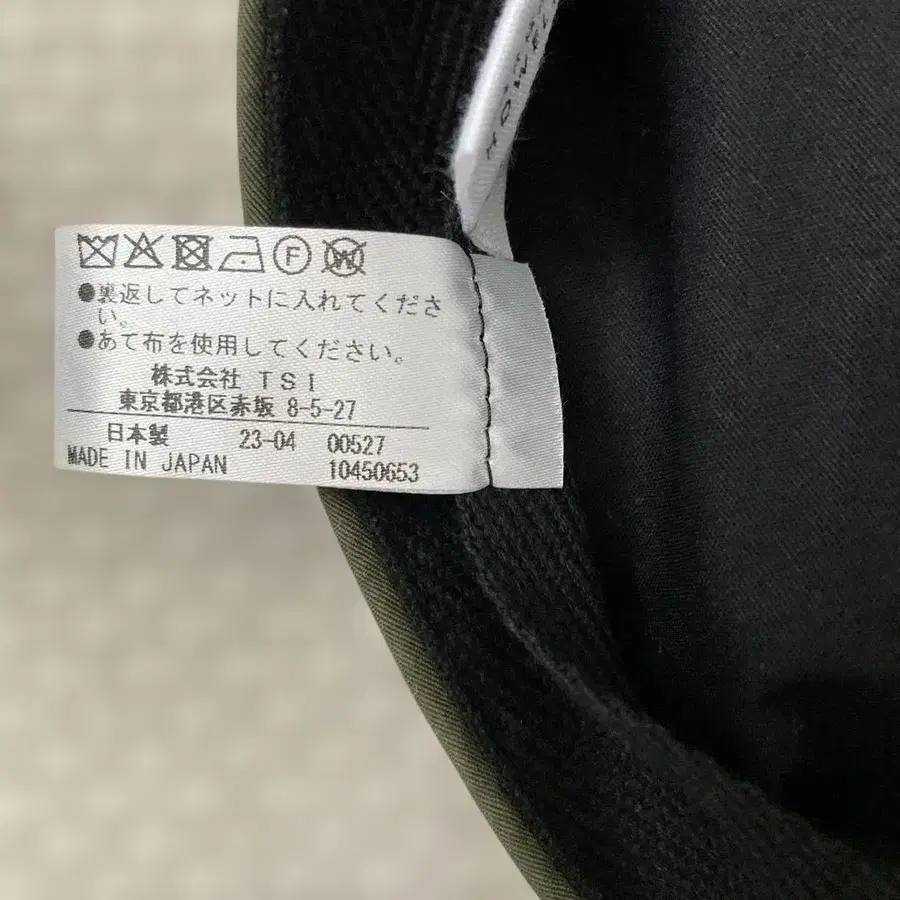 HOWEL
F W
●裏返してネットに入れてくださ
い。
●あて布を使用してください。
株式会社 TSI
東京都港区赤坂 8-5-27
日本製 23-04 00527
MADE IN JAPAN 10450653